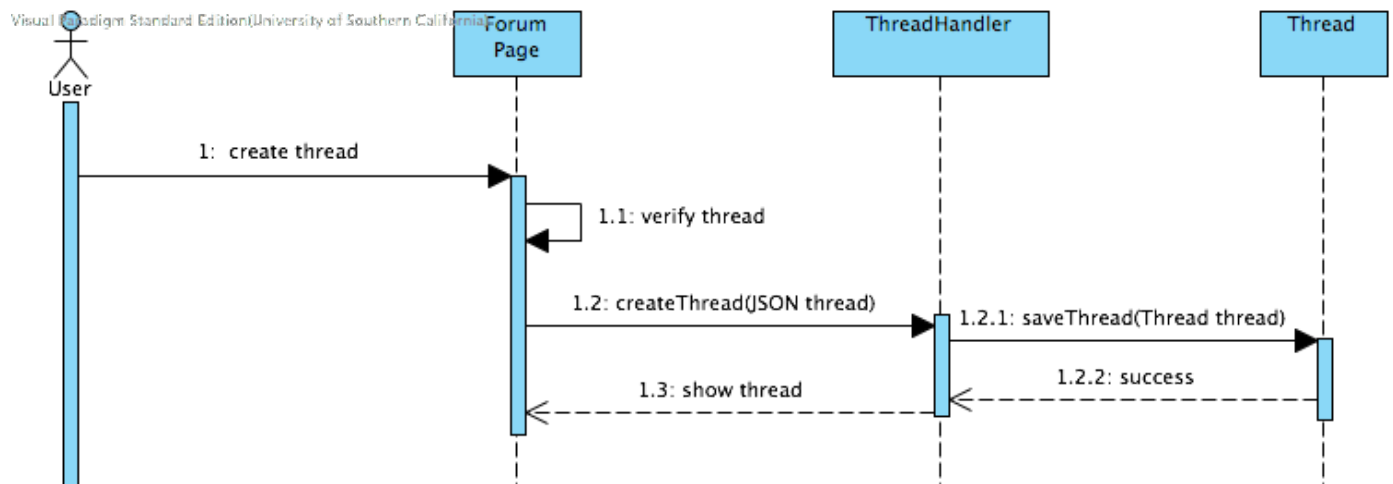 Visual Paradigm Standard Edition(University of Southern California)
Forum
Page
ThreadHandler
Thread
User
1:  create thread
1.1: verify thread
1.2: createThread(JSON thread)
1.2.1: saveThread(Thread thread)
1.2.2: success
1.3: show thread